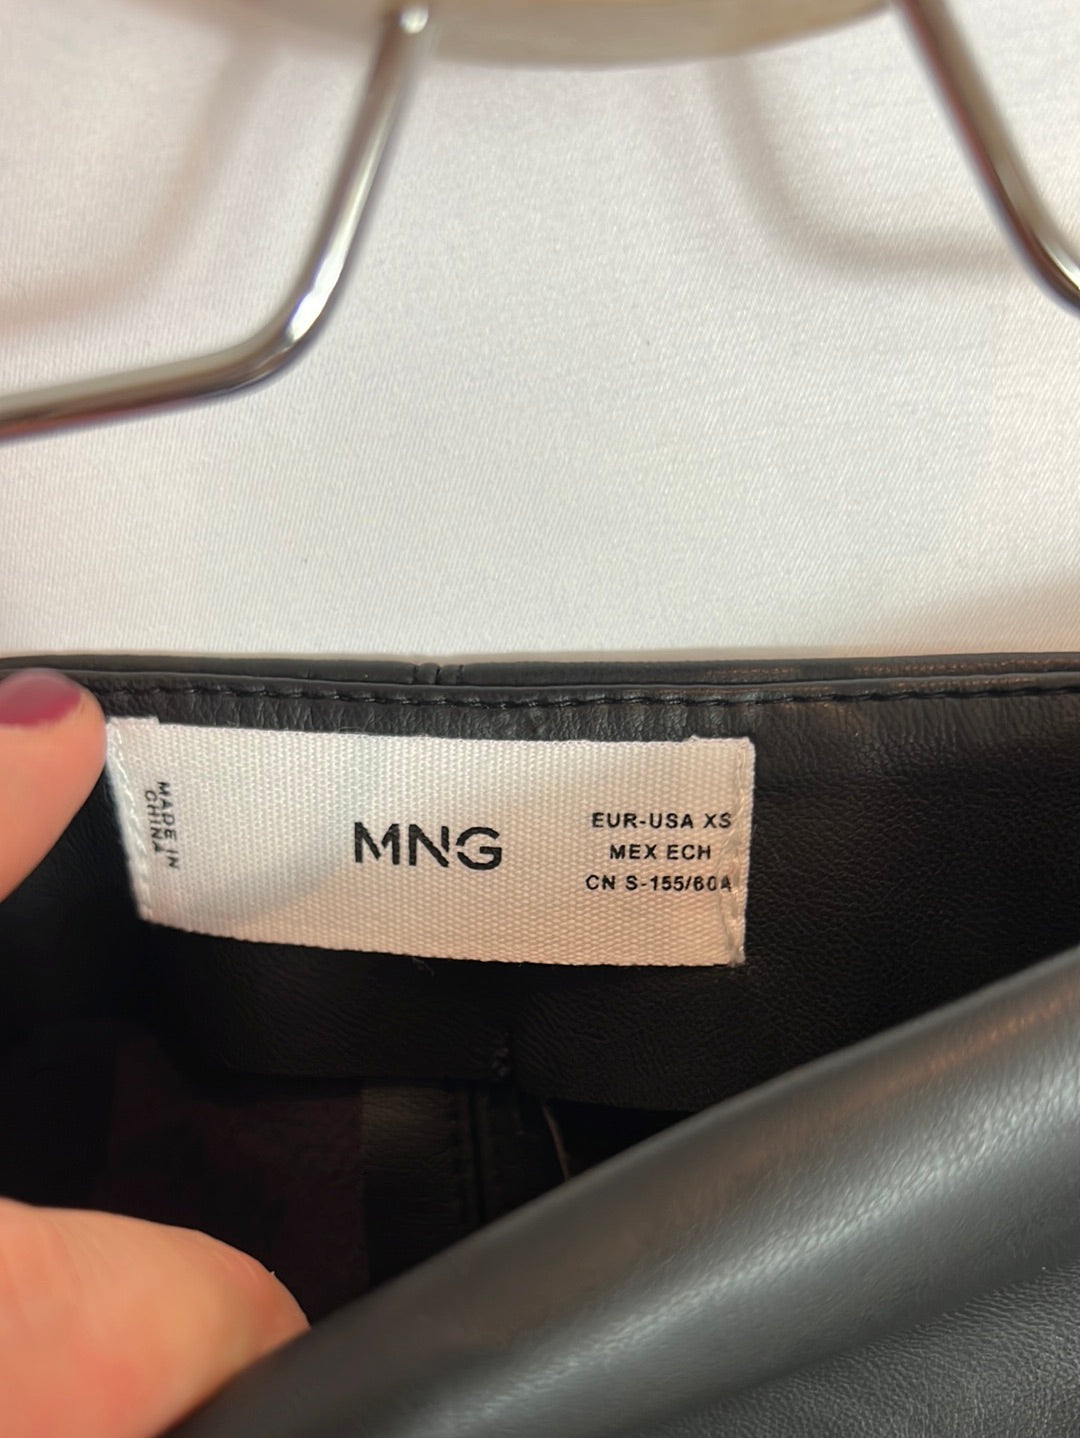 MADE IN
CHINA
MNG
EUR-USA XS
MEX ECH
CN S-155/60A